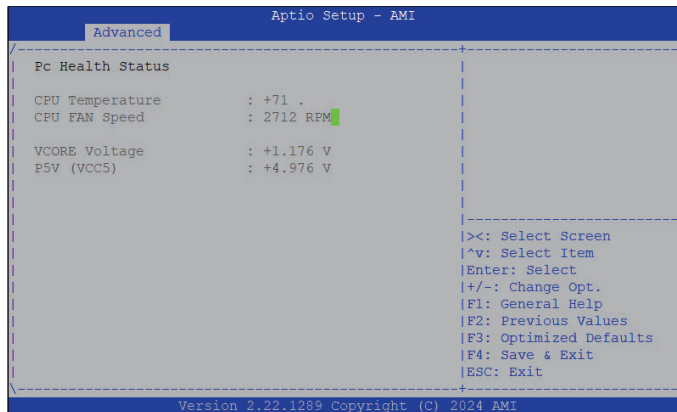 Aptio Setup - AMI
Advanced
Pc Health Status
CPU Temperature : +71 .
CPU FAN Speed : 2712 RPM
VCORE Voltage : +1.176 V
P5V (VCC5) : +4.976 V
><: Select Screen
^v: Select Item
Enter: Select
+/-: Change Opt.
F1: General Help
F2: Previous Values
F3: Optimized Defaults
F4: Save & Exit
ESC: Exit
Version 2.22.1289 Copyright (C) 2024 AMI